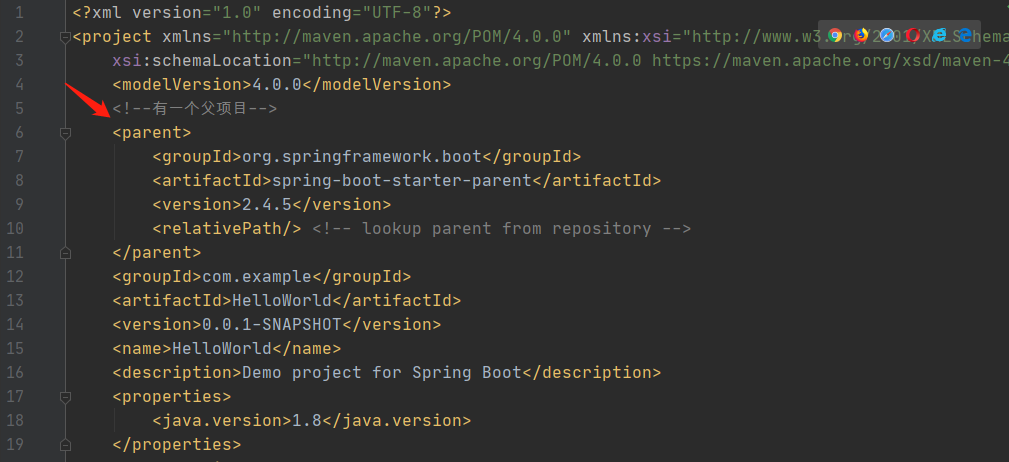 1 <?xml version="1.0" encoding="UTF-8"?>
2 <project xmlns="http://maven.apache.org/POM/4.0.0" xmlns:xsi="http://www.w3.org/2001/XMLSchema
3 xsi:schemaLocation="http://maven.apache.org/POM/4.0.0 https://maven.apache.org/xsd/maven-4
4 <modelVersion>4.0.0</modelVersion>
5 <!--有一个父项目-->
6 <parent>
7 <groupId>org.springframework.boot</groupId>
8 <artifactId>spring-boot-starter-parent</artifactId>
9 <version>2.4.5</version>
10 <relativePath/> <!-- lookup parent from repository -->
11 </parent>
12 <groupId>com.example</groupId>
13 <artifactId>HelloWorld</artifactId>
14 <version>0.0.1-SNAPSHOT</version>
15 <name>HelloWorld</name>
16 <description>Demo project for Spring Boot</description>
17 <properties>
18 <java.version>1.8</java.version>
19 </properties>